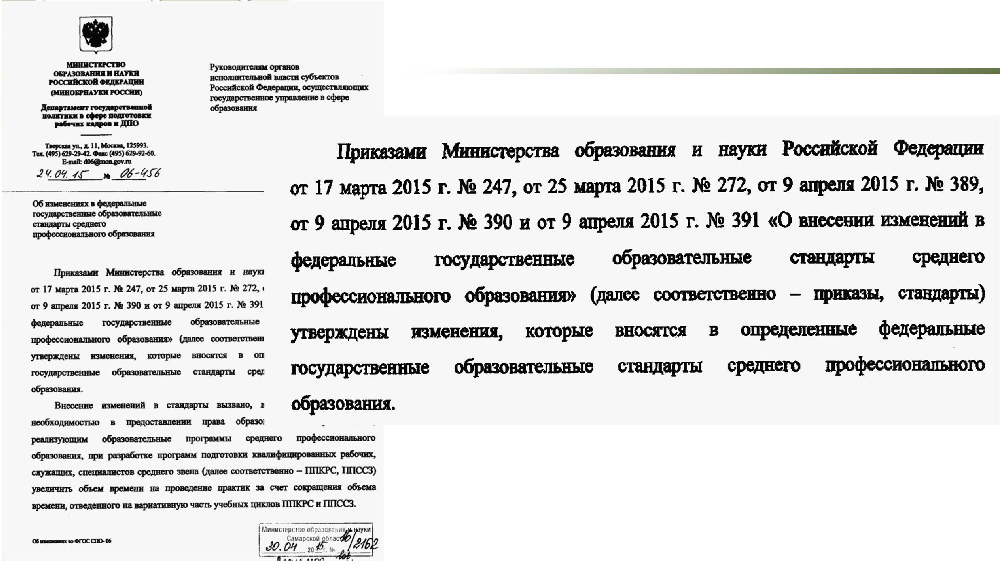 МИНИСТЕРСТВО
ОБРАЗОВАНИЯ И НАУКИ
РОССИЙСКОЙ ФЕДЕРАЦИИ
(МИНОБРНАУКИ РОССИИ)
Департамент государственной
политики в сфере подготовки
рабочих кадров и ДПО
Тверская ул., д. 11, Москва, 125993.
Тел. (495) 629-29-42. Факс (495) 629-92-60.
E-mail: d06@mon.gov.ru
24.04.15 № 06-456
Руководителям органов
исполнительной власти субъектов
Российской Федерации, осуществляющих
государственное управление в сфере
образования
Об изменениях в федеральные
государственные образовательные
стандарты среднего
профессионального образования
Приказами Министерства образования и науки
от 17 марта 2015 г. № 247, от 25 марта 2015 г. № 272,
от 9 апреля 2015 г. № 390 и от 9 апреля 2015 г. № 391
федеральные государственные образовательные
профессионального образования» (далее соответственн
утверждены изменения, которые вносятся в оп
государственные образовательные стандарты сред
образования.
Внесение изменений в стандарты вызвано, в
необходимостью в предоставлении права образо
реализующим образовательные программы среднего профессионального
образования, при разработке программ подготовки квалифицированных рабочих,
служащих, специалистов среднего звена (далее соответственно – ППКРС, ППССЗ)
увеличить объем времени на проведение практик за счет сокращения объема
времени, отведенного на вариативную часть учебных циклов ППКРС и ППССЗ.
Об изменениях во ФГОС СПО- 06
Министерство образования и науки
Самарской област
30.04 2015 г. № 16/2162
Приказами Министерства образования и науки Российской Федерации
от 17 марта 2015 г. № 247, от 25 марта 2015 г. № 272, от 9 апреля 2015 г. № 389,
от 9 апреля 2015 г. № 390 и от 9 апреля 2015 г. № 391 «О внесении изменений в
федеральные государственные образовательные стандарты среднего
профессионального образования» (далее соответственно – приказы, стандарты)
утверждены изменения, которые вносятся в определенные федеральные
государственные образовательные стандарты среднего профессионального
образования.